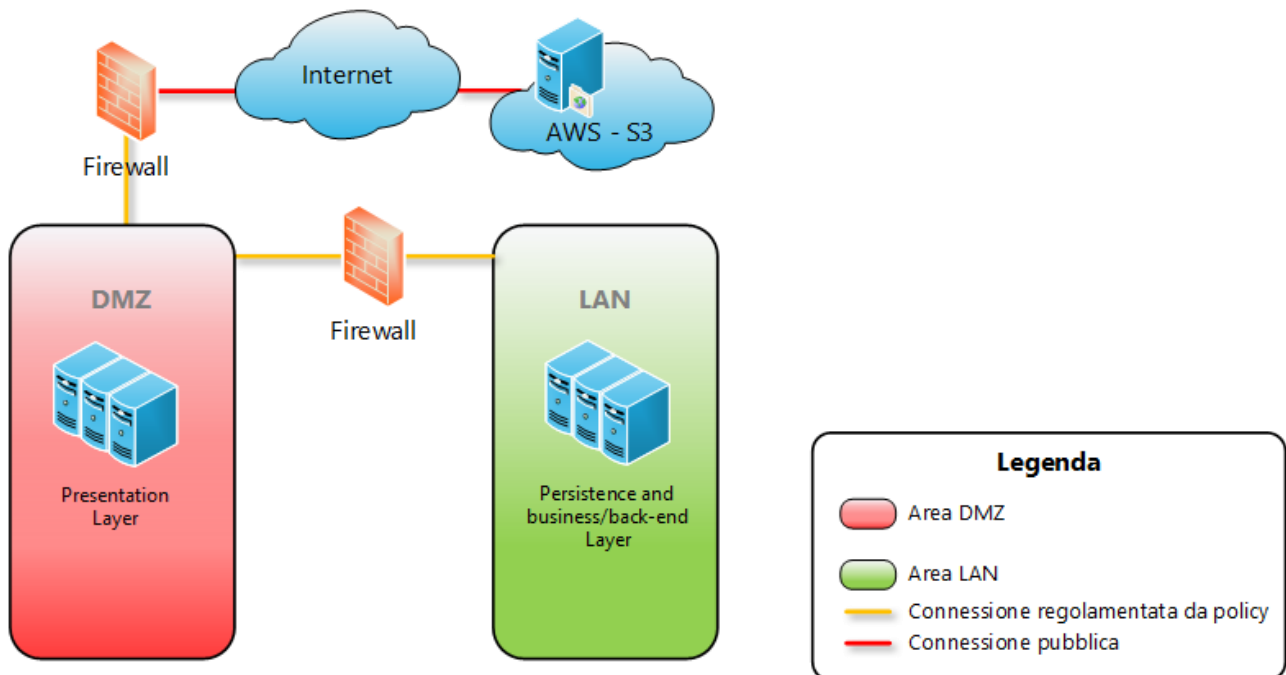 Internet
AWS - S3
Firewall
DMZ
LAN
Firewall
Presentation
Layer
Persistence and
business/back-end
Layer
Legenda
Area DMZ
Area LAN
Connessione regolamentata da policy
Connessione pubblica